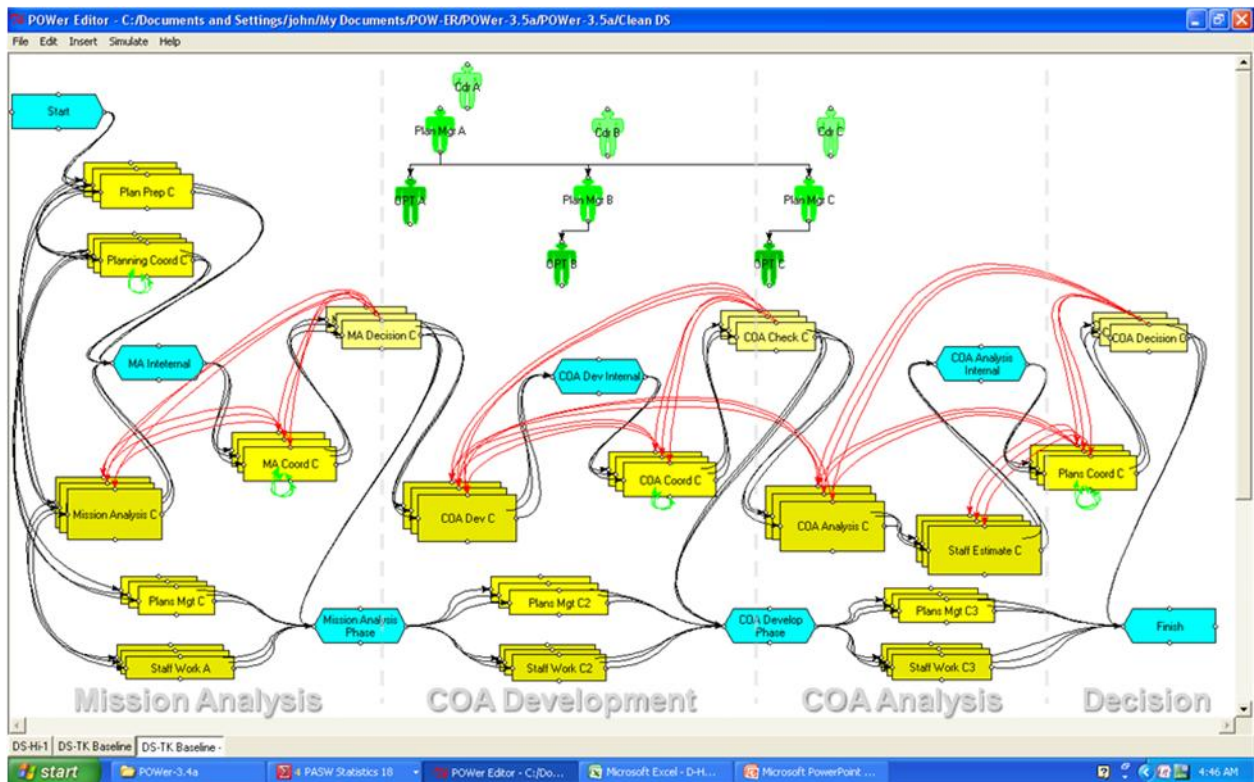 POWer Editor - C:/Documents and Settings/john/My Documents/POW-ER/POWer-3.5a/POWer-3.5a/Clean DS
File Edit Insert Simulate Help
Start
Cdr A
Plan Mgt A
Cdr B
Cdr C
Plan Prep C
OPT A
Plan Mgt B
Plan Mgt C
Planning Coord C
OPT B
OPT C
MA Decision C
COA Check C
COA Decision C
MA Inteternal
COA Dev Internal
COA Analysis
Internal
MA Coord C
COA Coord C
Plans Coord C
Mission Analysis C
COA Dev C
COA Analysis C
Staff Estimate C
Plans Mgt C
Plans Mgt C2
Plans Mgt C3
Mission Analysis
Phase
COA Develop
Phase
Finish
Staff Work A
Staff Work C2
Staff Work C3
Mission Analysis
COA Development
COA Analysis
Decision
DS-Hi-1 DS-TK Baseline DS-TK Baseline -
start POWer-3.4a 4 PASW Statistics 18 POWer Editor - C:/Do... Microsoft Excel - D-H... Microsoft PowerPoint ... 4:46 AM